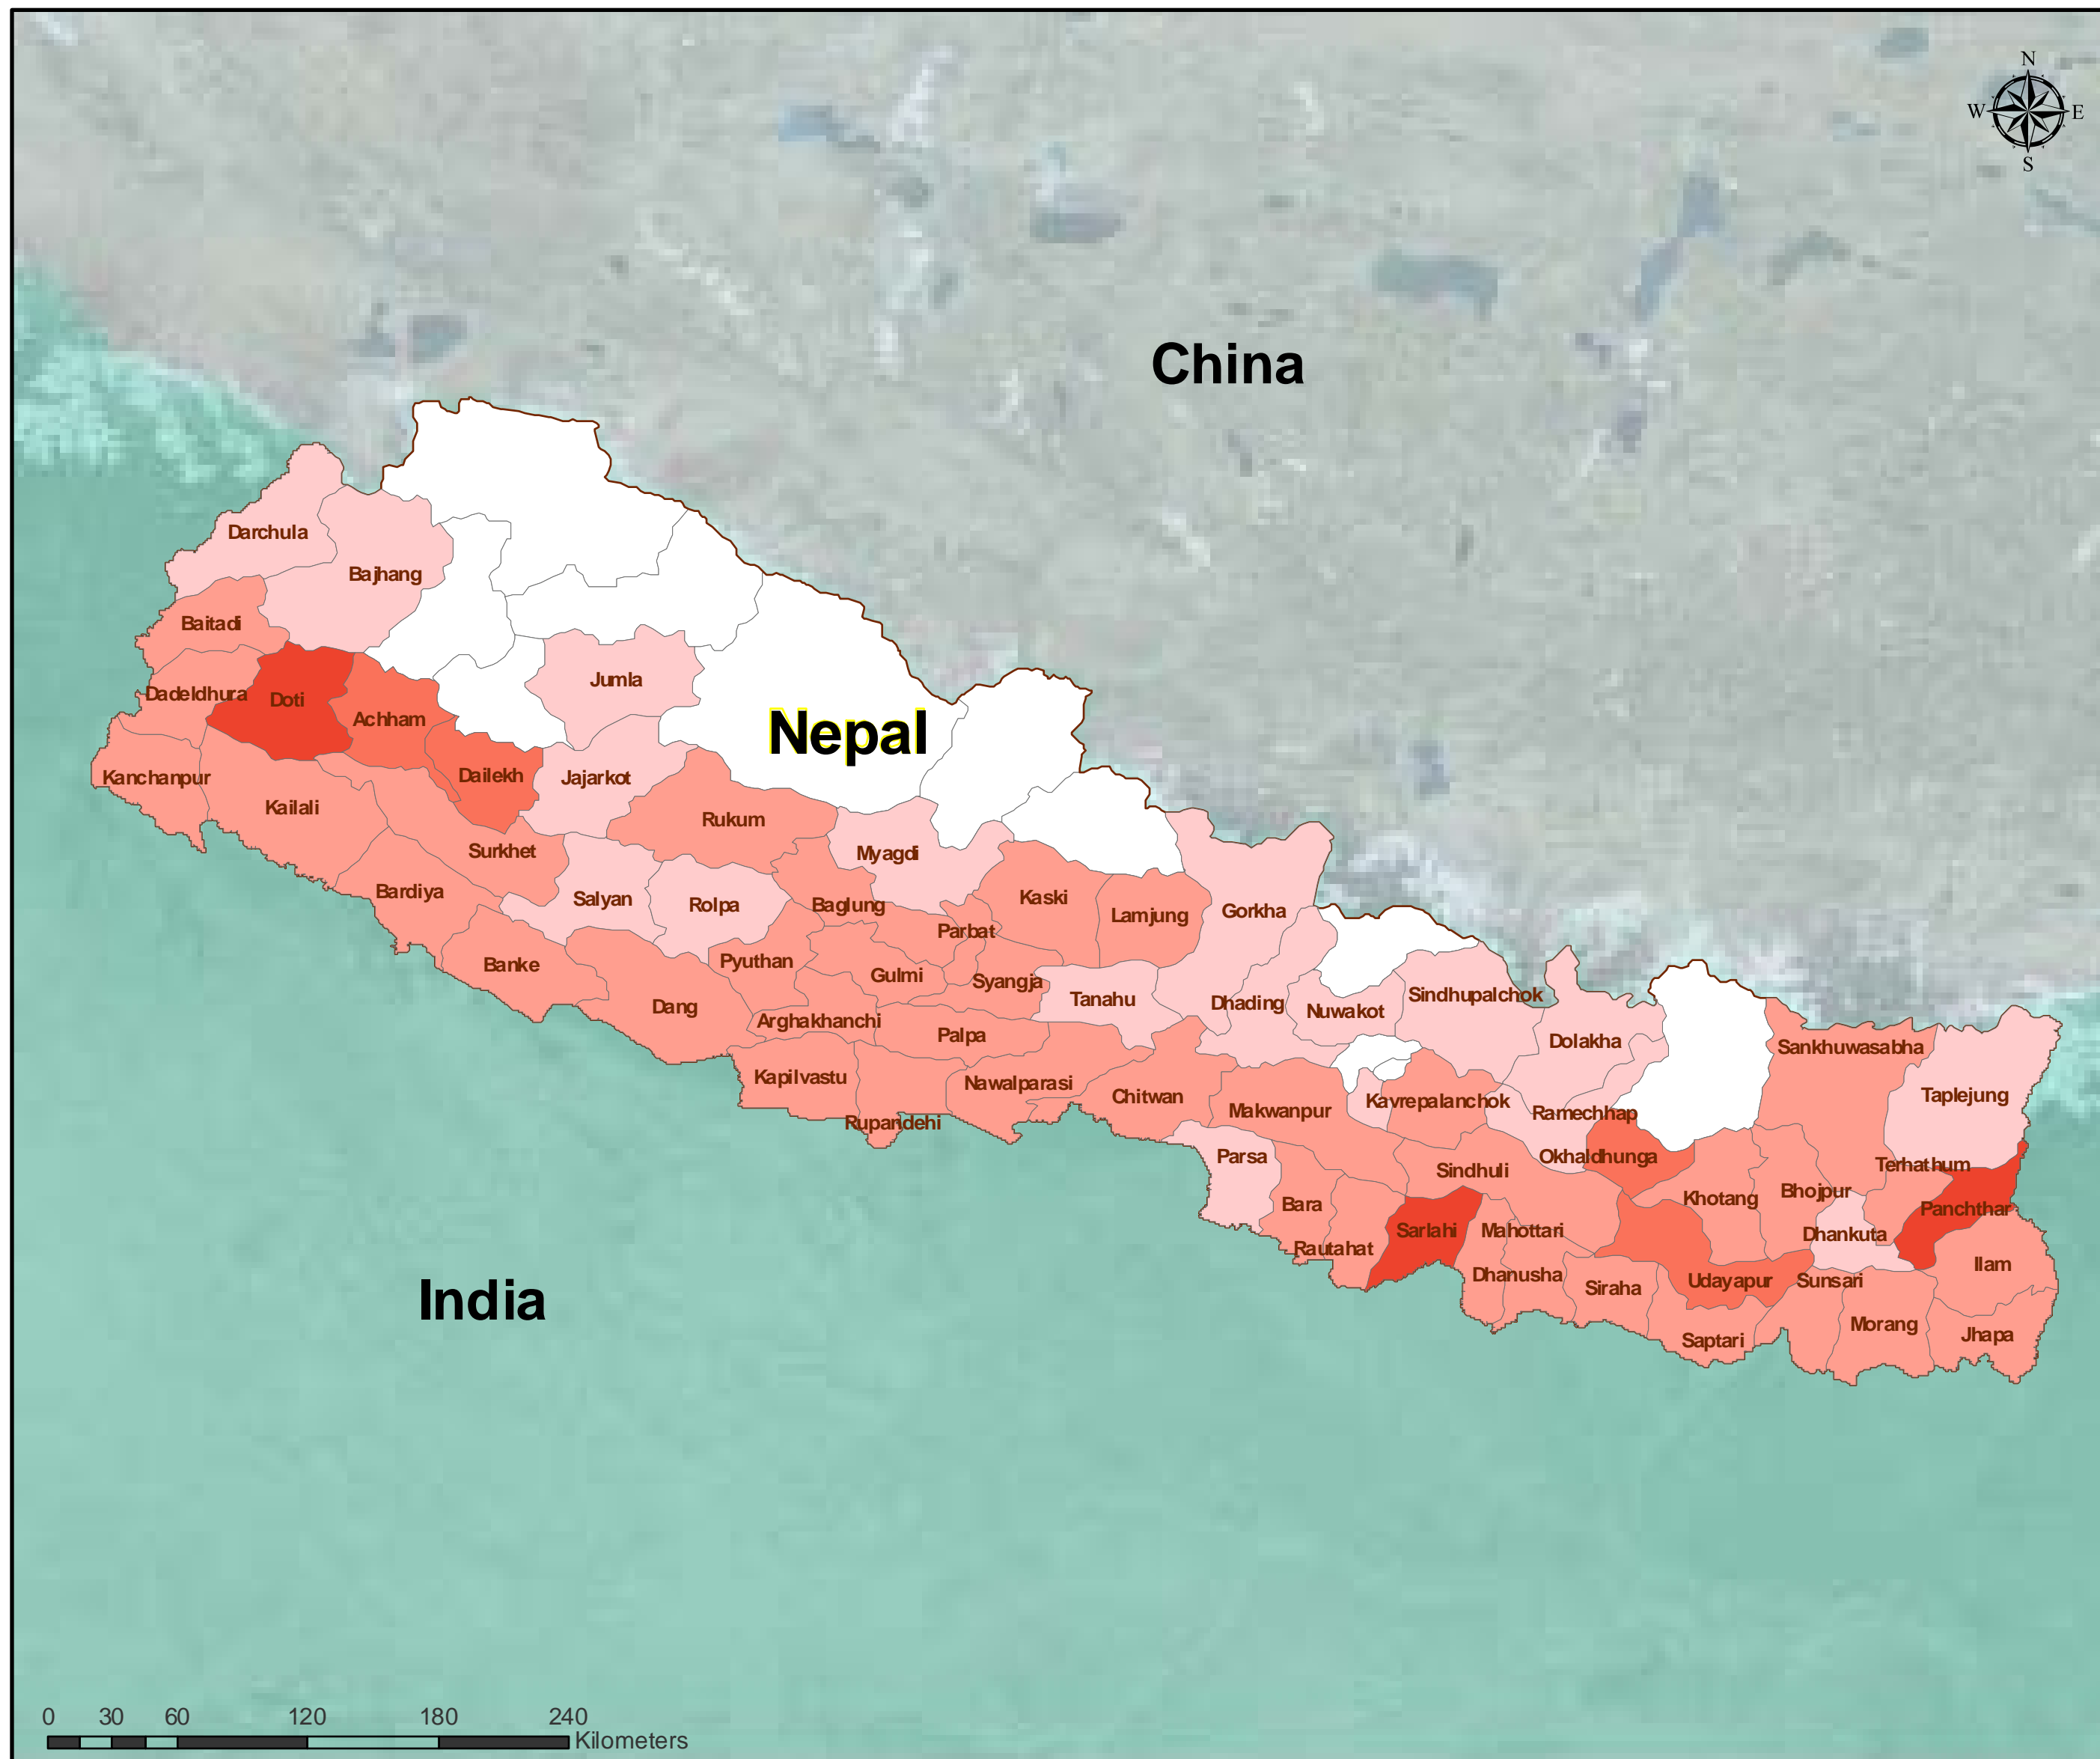 N
W E
S
China
Darchula
Bajhang
Baitadi
Jumla
Dadeldhura
Doti
Achham
Nepal
Kanchanpur
Dailekh
Jajarkot
Kailali
Rukum
Surkhet
Myagdi
Bardiya
Salyan
Rolpa
Baglung
Kaski
Lamjung
Gorkha
Parbat
Banke
Pyuthan
Gulmi
Syangja
Tanahu
Dhading
Nuwakot
Sindhupalchok
Dang
Arghakhanchi
Palpa
Dolakha
Sankhuwasabha
Kapilvastu
Nawalparasi
Chitwan
Makwanpur
Kavrepalanchok
Ramechhap
Taplejung
Rupandehi
Parsa
Sindhuli
Okhaldhunga
Terhathum
Bara
Khotang
Bhojpur
Panchthar
Rautahat
Sarlahi
Mahottari
Dhankuta
Dhanusha
Siraha
Udayapur
Sunsari
Ilam
India
Saptari
Morang
Jhapa
0 30 60 120 180 240
Kilometers